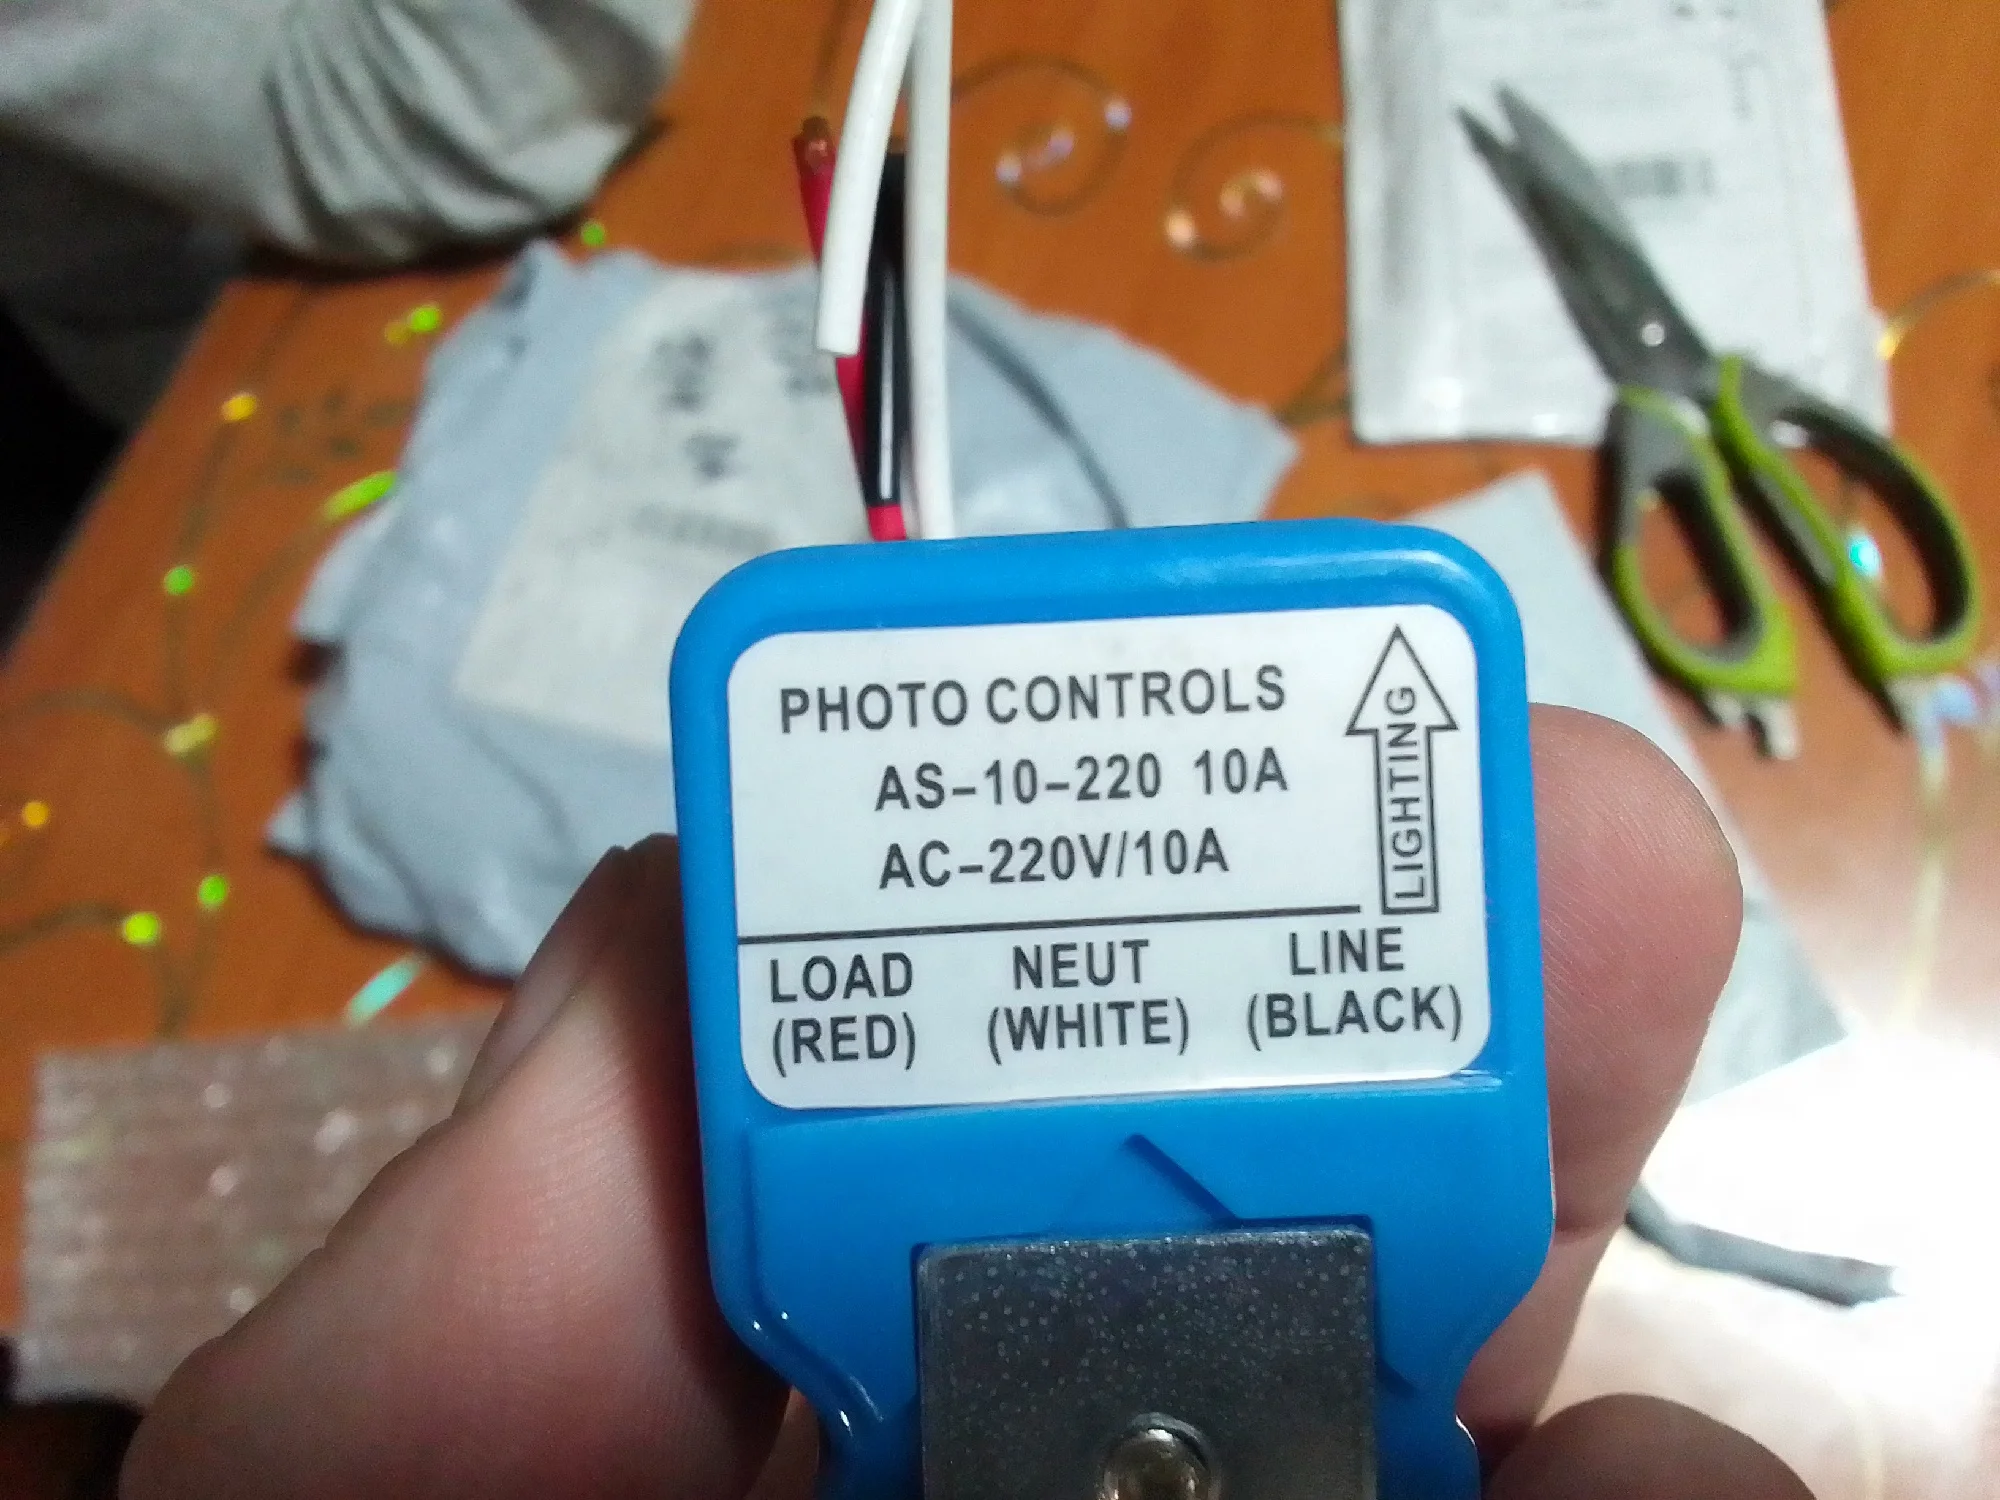 PHOTO CONTROLS
AS-10-220 10A
AC-220V/10A
LIGHTING
LOAD NEUT LINE
(RED) (WHITE) (BLACK)